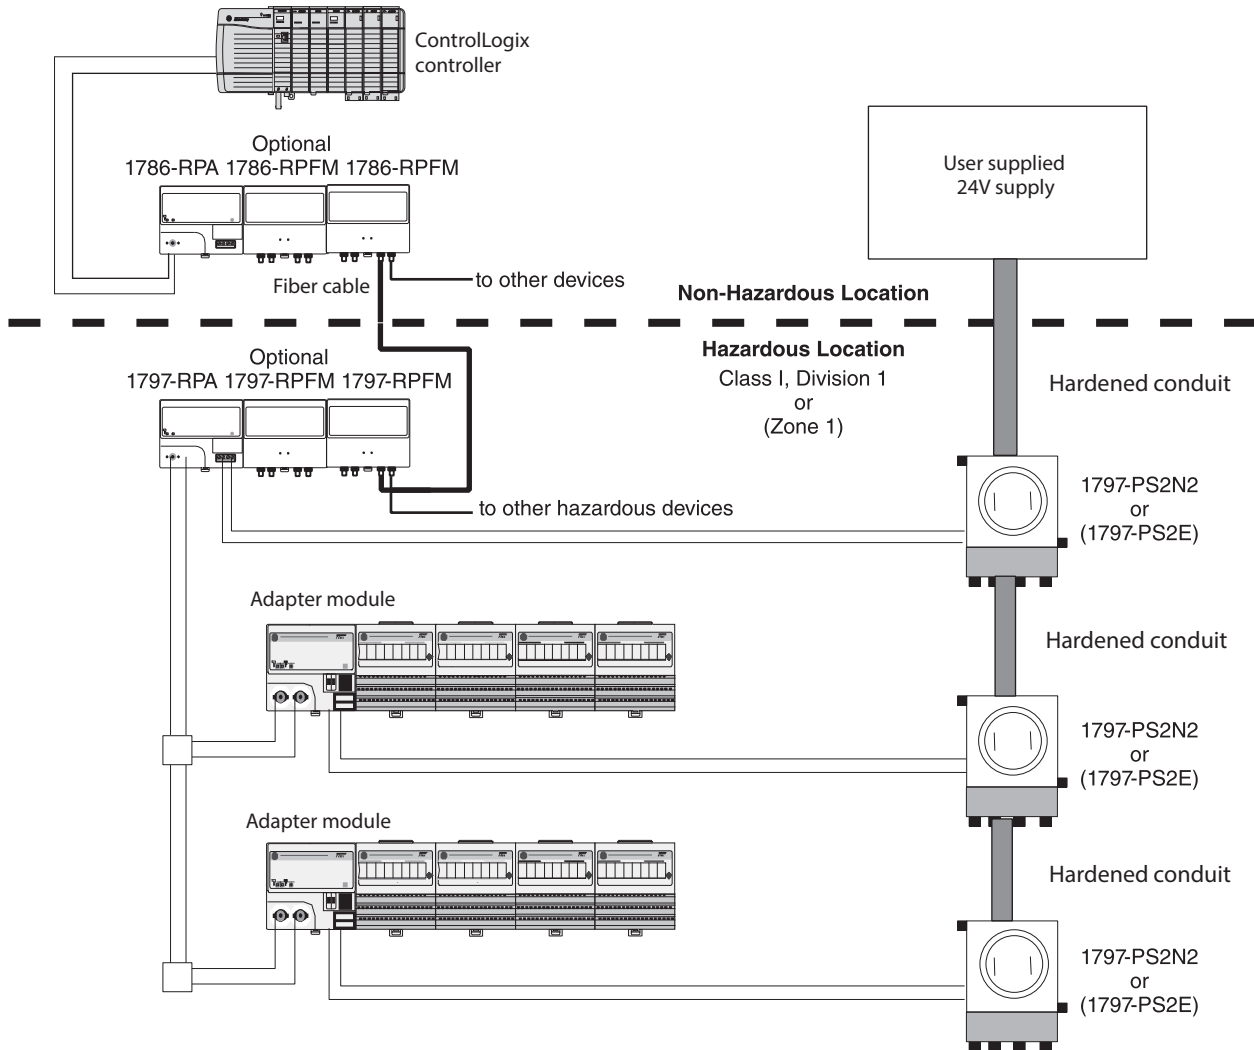 ControlLogix
controller
Optional
1786-RPA 1786-RPFM 1786-RPFM
User supplied
24V supply
Fiber cable
to other devices
Non-Hazardous Location
Hazardous Location
Class I, Division 1
or
(Zone 1)
Optional
1797-RPA 1797-RPFM 1797-RPFM
Hardened conduit
to other hazardous devices
1797-PS2N2
or
(1797-PS2E)
Adapter module
Hardened conduit
1797-PS2N2
or
(1797-PS2E)
Adapter module
Hardened conduit
1797-PS2N2
or
(1797-PS2E)